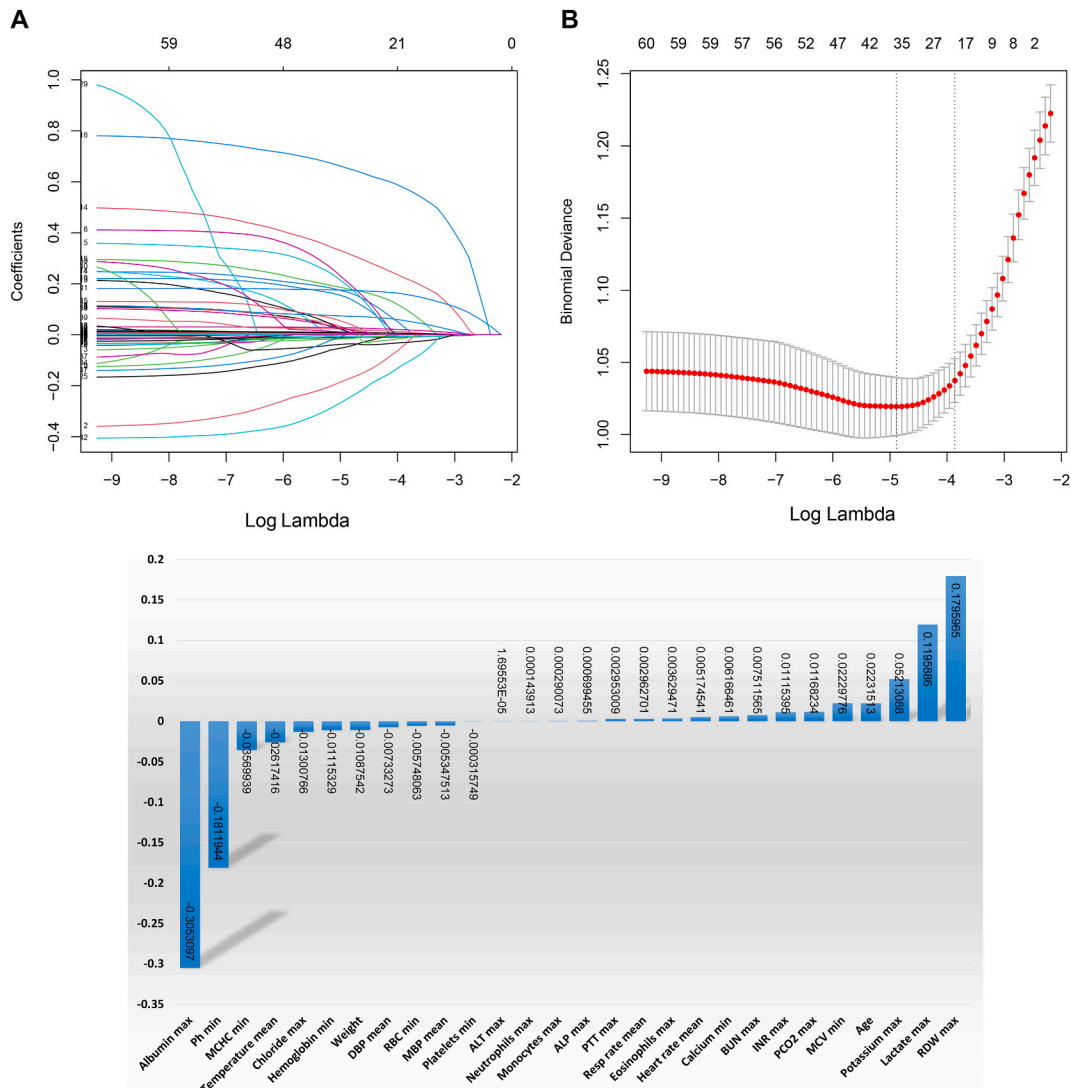 A
59 48 21 0
1.0
0.8
0.6
0.4
0.2
0.0
−0.2
−0.4
Coefficients
29
14
6
5
25
2
−9 −8 −7 −6 −5 −4 −3 −2
Log Lambda
B
60 59 59 57 56 52 47 42 35 27 17 9 8 2
1.25
1.20
1.15
1.10
1.05
1.00
Binomial Deviance
−9 −8 −7 −6 −5 −4 −3 −2
Log Lambda
0.2
0.15
0.1
0.05
0
-0.05
-0.1
-0.15
-0.2
-0.25
-0.3
-0.35
-0.3053097
-0.1811944
-0.03569939
-0.02617416
-0.01300766
-0.01115329
-0.01087542
-0.00733273
-0.005748063
-0.005347513
-0.000315749
1.69553E-05
0.000143913
0.000290073
0.000699455
0.002953009
0.002962701
0.003629471
0.005174541
0.006166461
0.007511565
0.01115395
0.01168234
0.02229776
0.02231513
0.05213088
0.1195886
0.1795965
Albumin max
Ph min
MCHC min
Temperature mean
Chloride max
Hemoglobin min
Weight
DBP mean
RBC min
MBP mean
Platelets min
ALT max
Neutrophils max
Monocytes max
ALP max
PTT max
Resp rate mean
Eosinophils max
Heart rate mean
Calcium min
BUN max
INR max
PCO2 max
MCV min
Age
Potassium max
Lactate max
RDW max